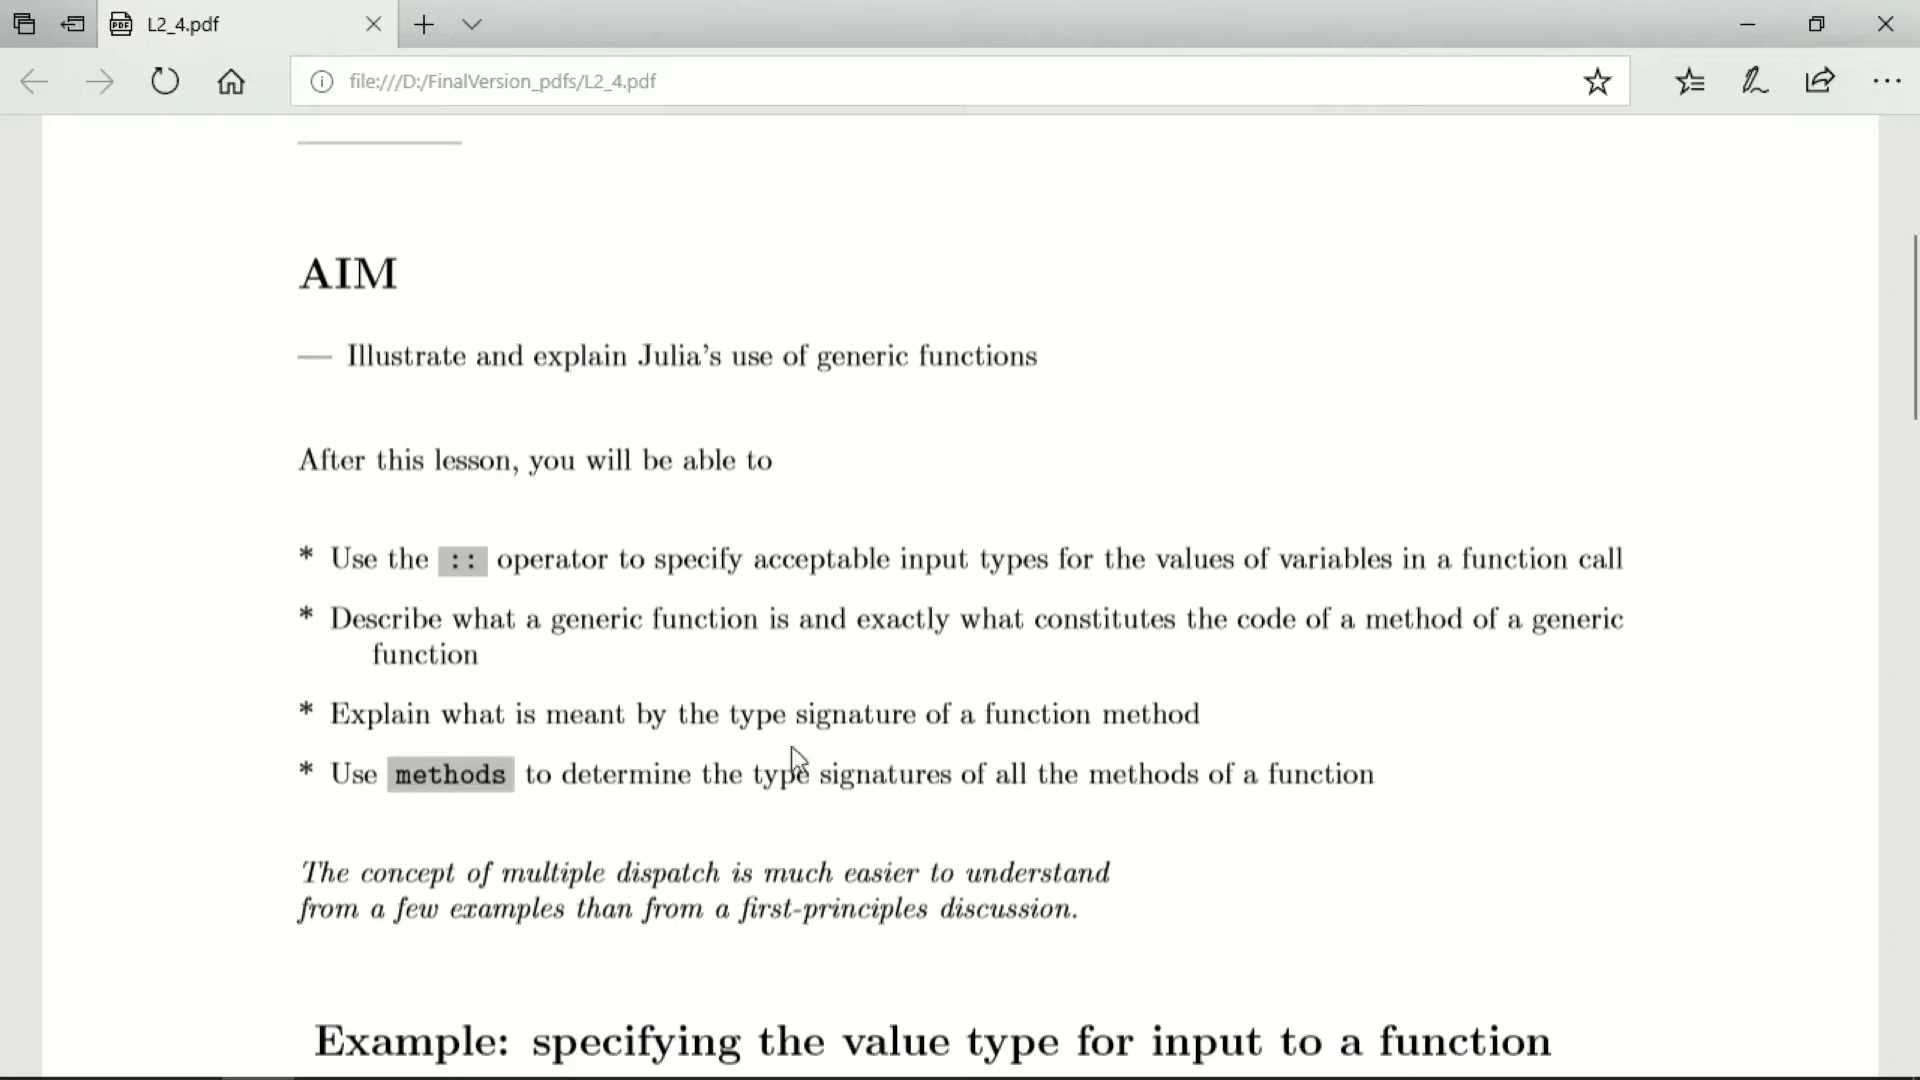 L2_4.pdf
file:///D:/FinalVersion_pdfs/L2_4.pdf
AIM
— Illustrate and explain Julia's use of generic functions
After this lesson, you will be able to
* Use the :: operator to specify acceptable input types for the values of variables in a function call
* Describe what a generic function is and exactly what constitutes the code of a method of a generic
function
* Explain what is meant by the type signature of a function method
* Use methods to determine the type signatures of all the methods of a function
The concept of multiple dispatch is much easier to understand
from a few examples than from a first-principles discussion.
Example: specifying the value type for input to a function